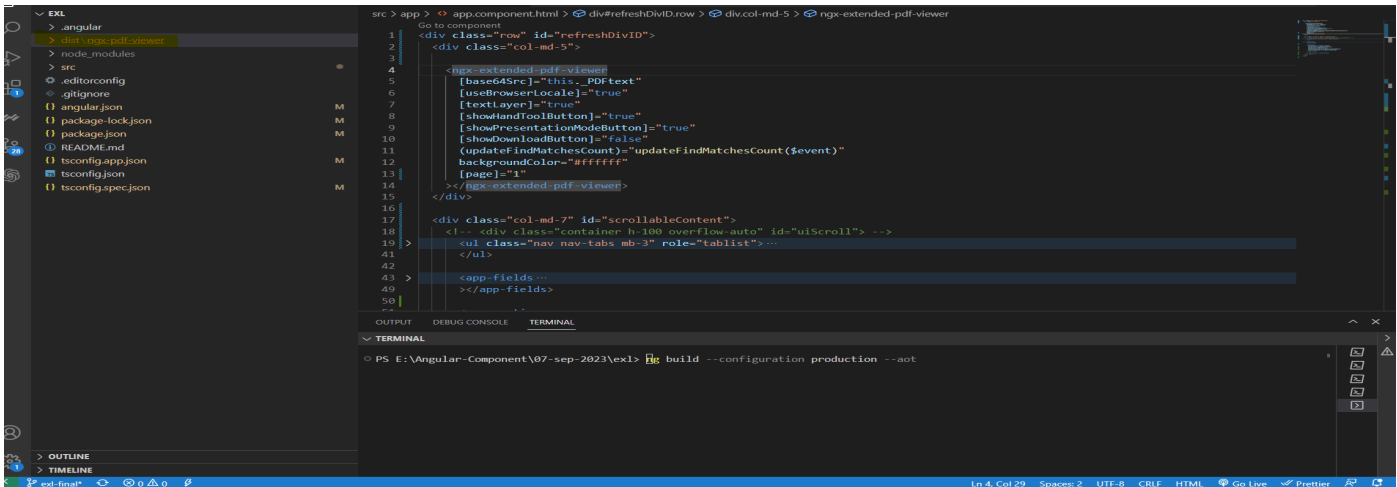 EXL
.angular
dist\ngx-pdf-viewer
node_modules
src
.editorconfig
.gitignore
angular.json M
package-lock.json M
package.json M
README.md
tsconfig.app.json M
tsconfig.json
tsconfig.spec.json M
OUTLINE
TIMELINE
src > app > app.component.html > div#refreshDivID.row > div.col-md-5 > ngx-extended-pdf-viewer
Go to component
1 <div class="row" id="refreshDivID">
2 <div class="col-md-5">
3
4 <ngx-extended-pdf-viewer
5 [base64Src]="this._PDFtext"
6 [useBrowserLocale]="true"
7 [textLayer]="true"
8 [showHandToolButton]="true"
9 [showPresentationModeButton]="true"
10 [showDownloadButton]="false"
11 (updateFindMatchesCount)="updateFindMatchesCount($event)"
12 backgroundColor="#ffffff"
13 [page]="1"
14 ></ngx-extended-pdf-viewer>
15 </div>
16
17 <div class="col-md-7" id="scrollableContent">
18 <!-- <div class="container h-100 overflow-auto" id="uiScroll"> -->
19 > <ul class="nav nav-tabs mb-3" role="tablist">...
41 </ul>
42
43 > <app-fields...
49 ></app-fields>
50
OUTPUT DEBUG CONSOLE TERMINAL
TERMINAL
PS E:\Angular-Component\07-sep-2023\exl> ng build --configuration production --aot
1
28
1
exl-final* 0 0 Ln 4, Col 29 Spaces: 2 UTF-8 CRLF HTML Go Live Prettier